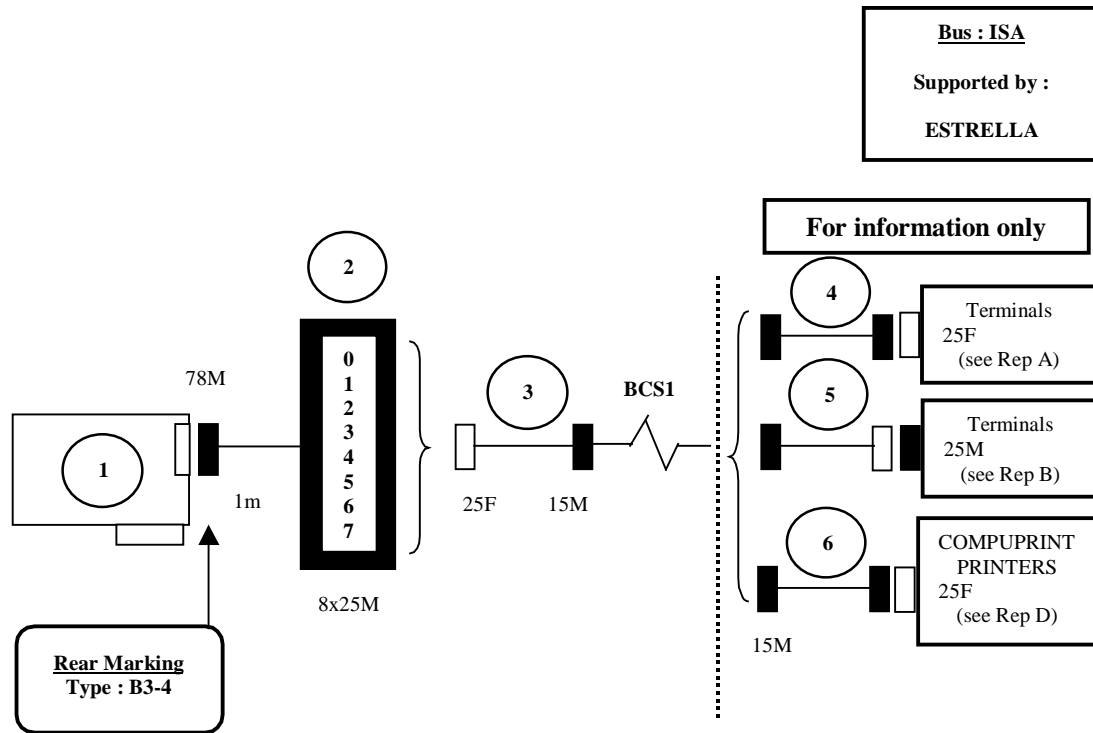 Bus : ISA
Supported by :
ESTRELLA
For information only
2
4
Terminals
25F
(see Rep A)
78M
0
1
2
3
4
5
6
7
3
BCS1
5
Terminals
25M
(see Rep B)
1
1m
25F
15M
6
COMPUPRINT
PRINTERS
25F
(see Rep D)
8x25M
15M
Rear Marking
Type : B3-4